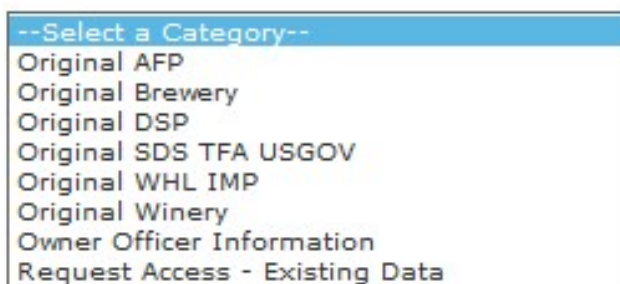 --Select a Category--
Original AFP
Original Brewery
Original DSP
Original SDS TFA USGOV
Original WHL IMP
Original Winery
Owner Officer Information
Request Access - Existing Data